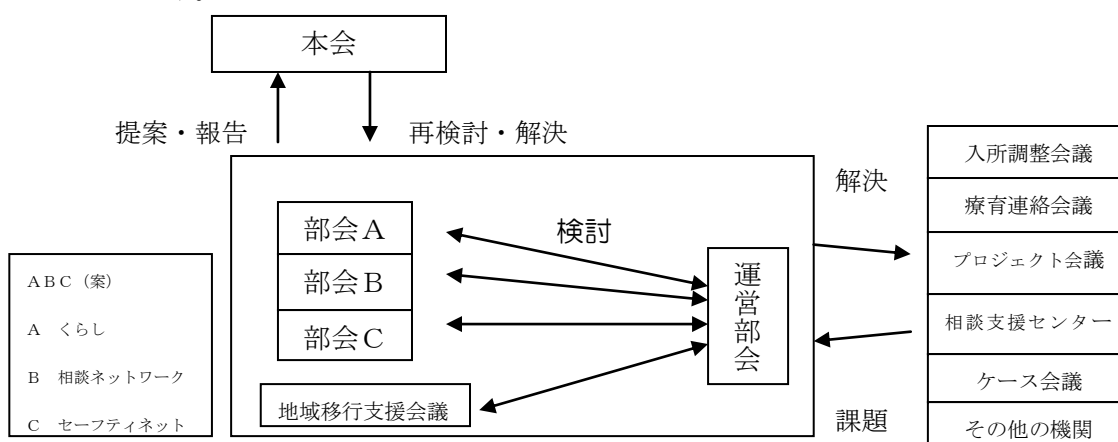 本会
提案・報告
再検討・解決
部会Ａ
部会Ｂ
部会Ｃ
検討
運営部会
地域移行支援会議
ＡＢＣ（案）
Ａ　くらし
Ｂ　相談ネットワーク
Ｃ　セーフティネット
解決
課題
入所調整会議
療育連絡会議
プロジェクト会議
相談支援センター
ケース会議
その他の機関